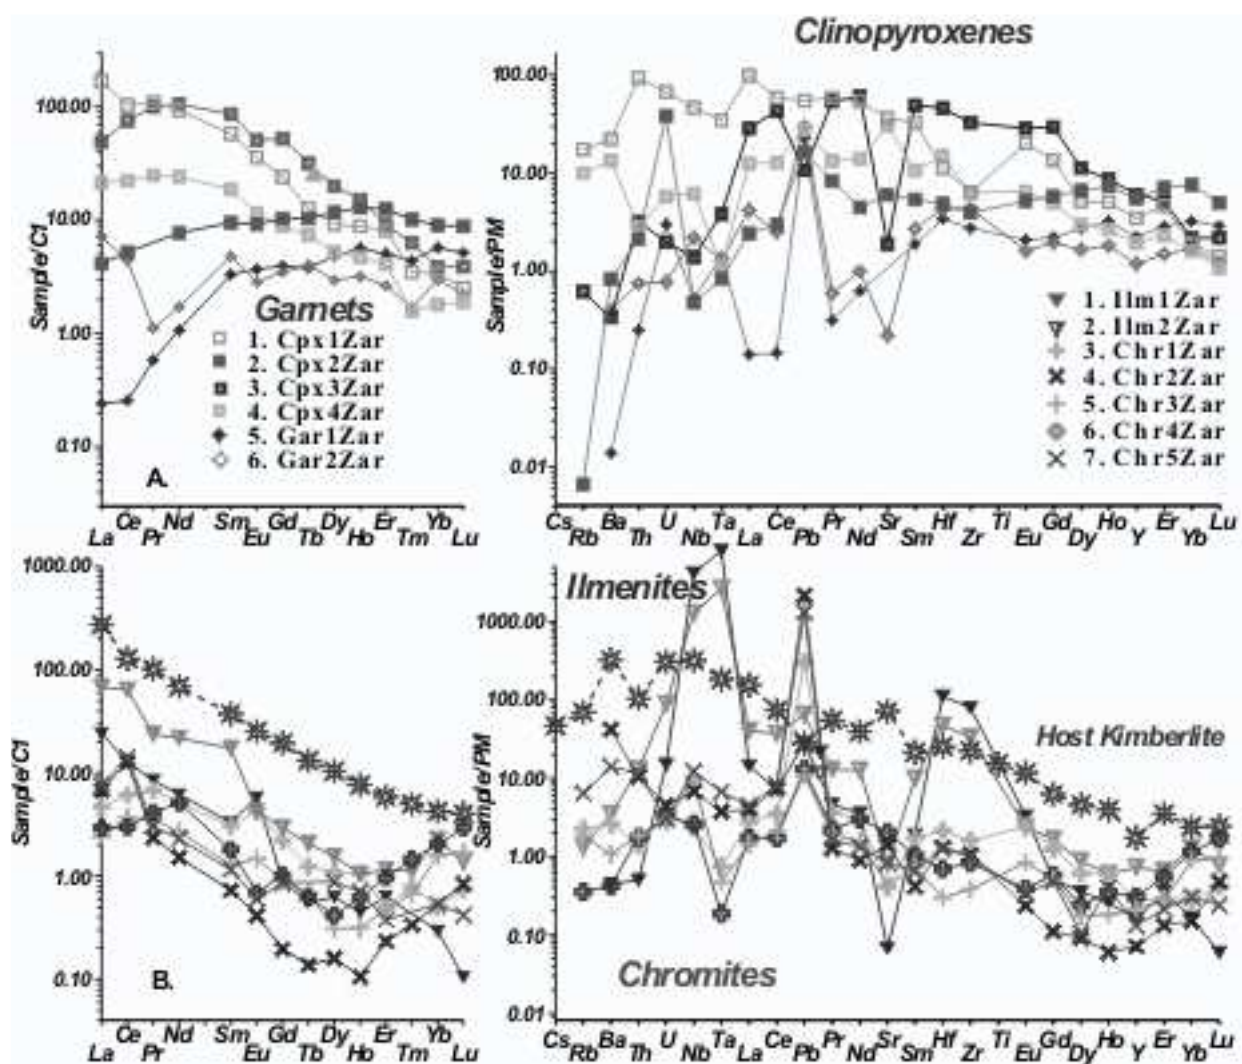 Clinopyroxenes
100.00
10.00
1.00
0.10
Sample/C1
Garnets
1. Cpx1Zar
2. Cpx2Zar
3. Cpx3Zar
4. Cpx4Zar
5. Gar1Zar
6. Gar2Zar
A.
La Ce Pr Nd Sm Eu Gd Tb Dy Ho Er Tm Yb Lu
100.00
10.00
1.00
0.10
0.01
Sample/PM
1. Ilm1Zar
2. Ilm2Zar
3. Chr1Zar
4. Chr2Zar
5. Chr3Zar
6. Chr4Zar
7. Chr5Zar
Cs Rb Ba Th U Nb Ta La Ce Pb Pr Nd Sr Sm Hf Zr Ti Eu Gd Dy Ho Y Er Yb Lu
1000.00
100.00
10.00
1.00
0.10
Sample/C1
B.
La Ce Pr Nd Sm Eu Gd Tb Dy Ho Er Tm Yb Lu
Ilmenites
1000.00
100.00
10.00
1.00
0.10
0.01
Sample/PM
Host Kimberlite
Chromites
Cs Rb Ba Th U Nb Ta La Ce Pb Pr Nd Sr Sm Hf Zr Ti Eu Gd Dy Ho Y Er Yb Lu